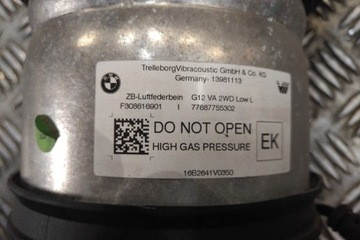 TrelleborgVibracoustic GmbH & Co. KG
Germany- 13981113
ZB-Luftfederbein G12 VA 2WD Low L
F308616901 I 77687755302
DO NOT OPEN
HIGH GAS PRESSURE
EK
16B2641V0350